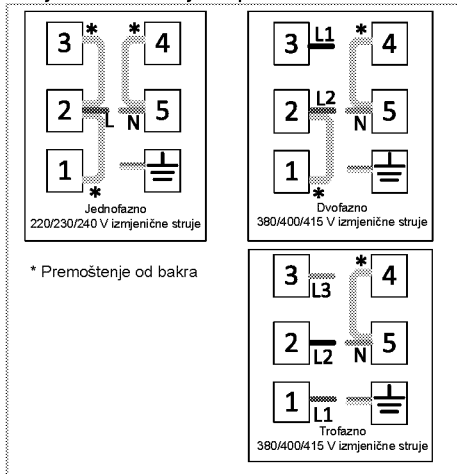 3 * * 4
2 L N 5
1 *
Jednofazno
220/230/240 V izmjenične struje
3 L1 * 4
2 L2 N 5
1 *
Dvofazno
380/400/415 V izmjenične struje
* Premoštenje od bakra
3 L3 * 4
2 L2 N 5
1 L1
Trofazno
380/400/415 V izmjenične struje